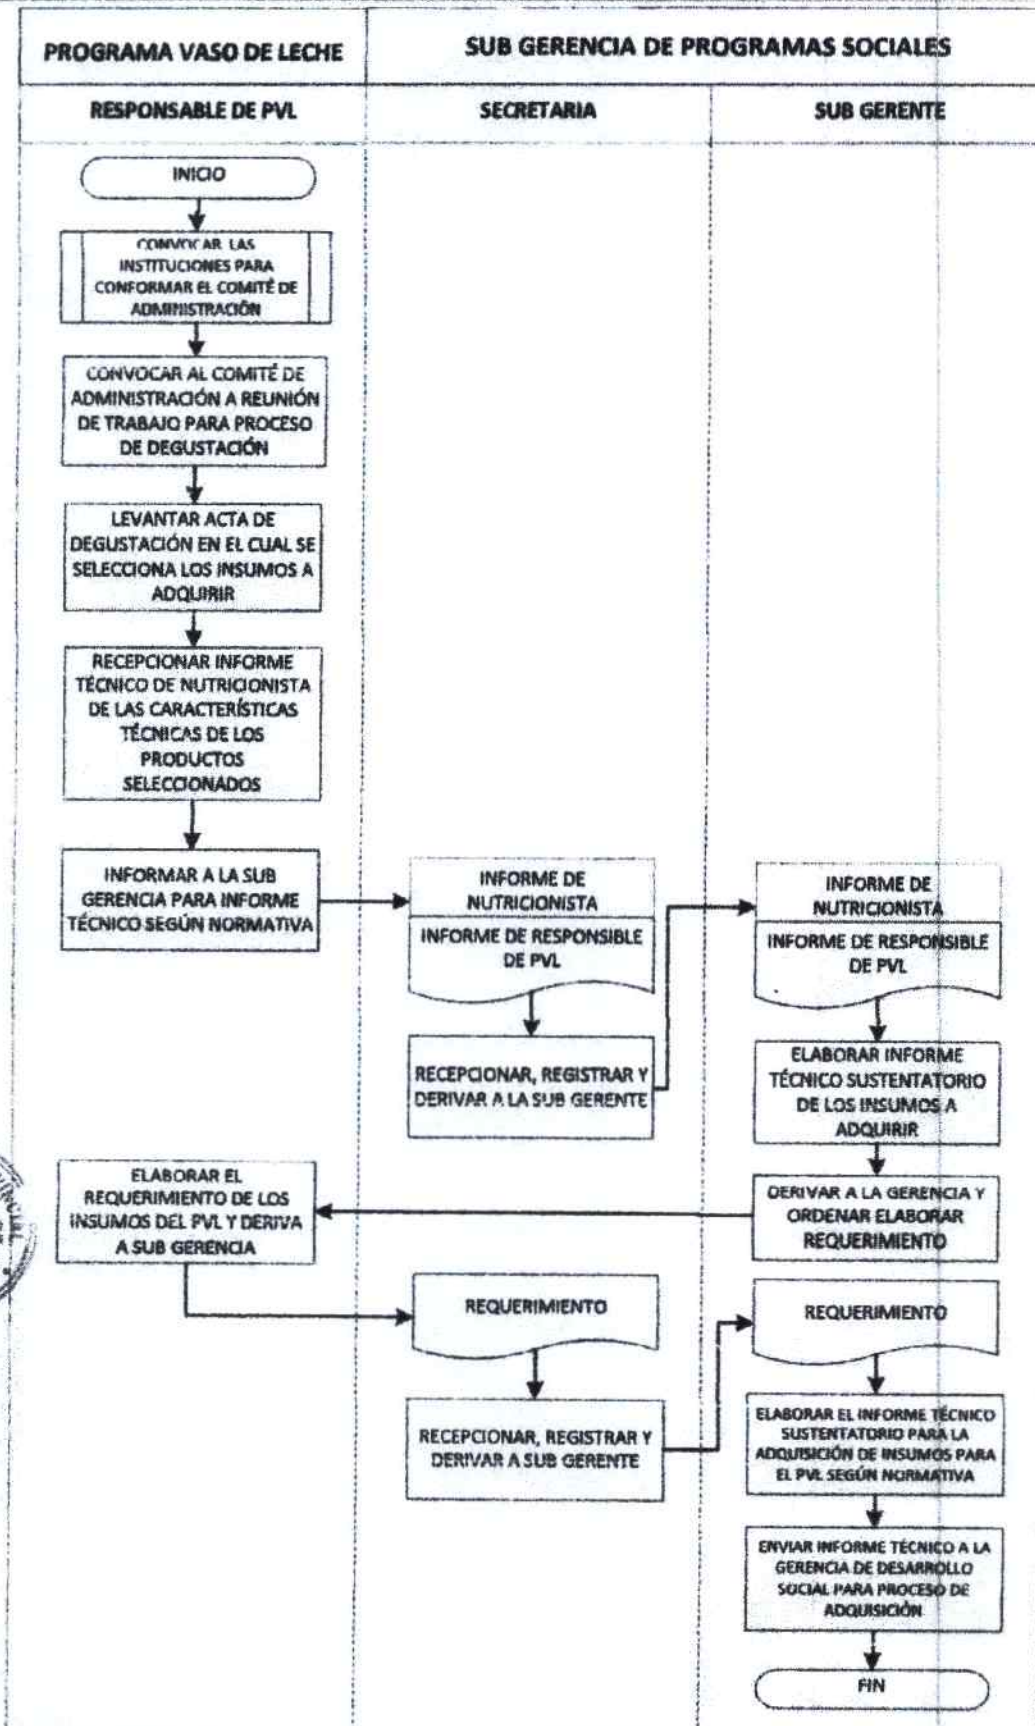 PROGRAMA VASO DE LECHE
SUB GERENCIA DE PROGRAMAS SOCIALES
RESPONSABLE DE PVL
SECRETARIA
SUB GERENTE
INICIO
CONVOCAR LAS
INSTITUCIONES PARA
CONFORMAR EL COMITÉ DE
ADMINISTRACIÓN
CONVOCAR AL COMITÉ DE
ADMINISTRACIÓN A REUNIÓN
DE TRABAJO PARA PROCESO
DE DEGUSTACIÓN
LEVANTAR ACTA DE
DEGUSTACIÓN EN EL CUAL SE
SELECCIONA LOS INSUMOS A
ADQUIRIR
RECEPCIONAR INFORME
TÉCNICO DE NUTRICIONISTA
DE LAS CARACTERÍSTICAS
TÉCNICAS DE LOS
PRODUCTOS
SELECCIONADOS
INFORMAR A LA SUB
GERENCIA PARA INFORME
TÉCNICO SEGÚN NORMATIVA
INFORME DE
NUTRICIONISTA
INFORME DE RESPONSIBLE
DE PVL
RECEPCIONAR, REGISTRAR Y
DERIVAR A LA SUB GERENTE
INFORME DE
NUTRICIONISTA
INFORME DE RESPONSIBLE
DE PVL
ELABORAR INFORME
TÉCNICO SUSTENTATORIO
DE LOS INSUMOS A
ADQUIRIR
DERIVAR A LA GERENCIA Y
ORDENAR ELABORAR
REQUERIMIENTO
ELABORAR EL
REQUERIMIENTO DE LOS
INSUMOS DEL PVL Y DERIVA
A SUB GERENCIA
REQUERIMIENTO
RECEPCIONAR, REGISTRAR Y
DERIVAR A SUB GERENTE
REQUERIMIENTO
ELABORAR EL INFORME TÉCNICO
SUSTENTATORIO PARA LA
ADQUISICIÓN DE INSUMOS PARA
EL PVL SEGÚN NORMATIVA
ENVIAR INFORME TÉCNICO A LA
GERENCIA DE DESARROLLO
SOCIAL PARA PROCESO DE
ADQUISICIÓN
FIN